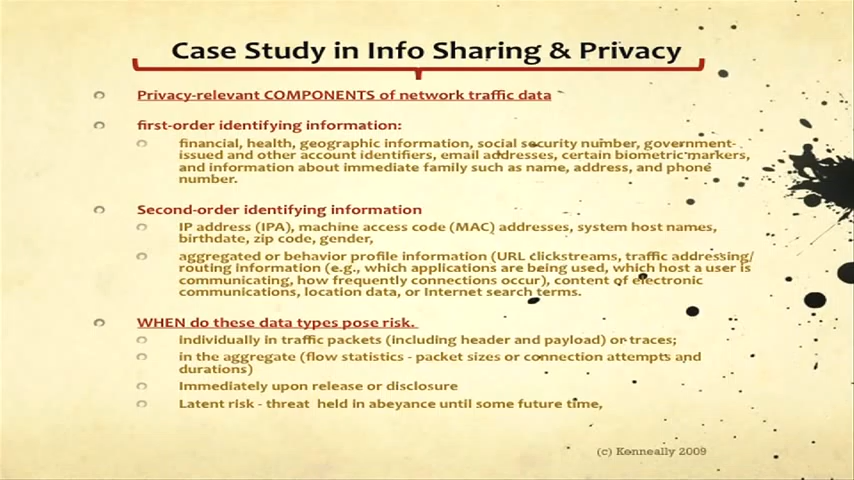 Case Study in Info Sharing & Privacy
Privacy-relevant COMPONENTS of network traffic data
first-order identifying information:
financial, health, geographic information, social security number, government-
issued and other account identifiers, email addresses, certain biometric markers,
and information about immediate family such as name, address, and phone
number.
Second-order identifying information
IP address (IPA), machine access code (MAC) addresses, system host names,
birthdate, zip code, gender,
aggregated or behavior profile information (URL clickstreams, traffic addressing/
routing information (e.g., which applications are being used, which host a user is
communicating, how frequently connections occur), content of electronic
communications, location data, or Internet search terms.
WHEN do these data types pose risk.
individually in traffic packets (including header and payload) or traces;
in the aggregate (flow statistics - packet sizes or connection attempts and
durations)
Immediately upon release or disclosure
Latent risk - threat held in abeyance until some future time,
(c) Kenneally 2009